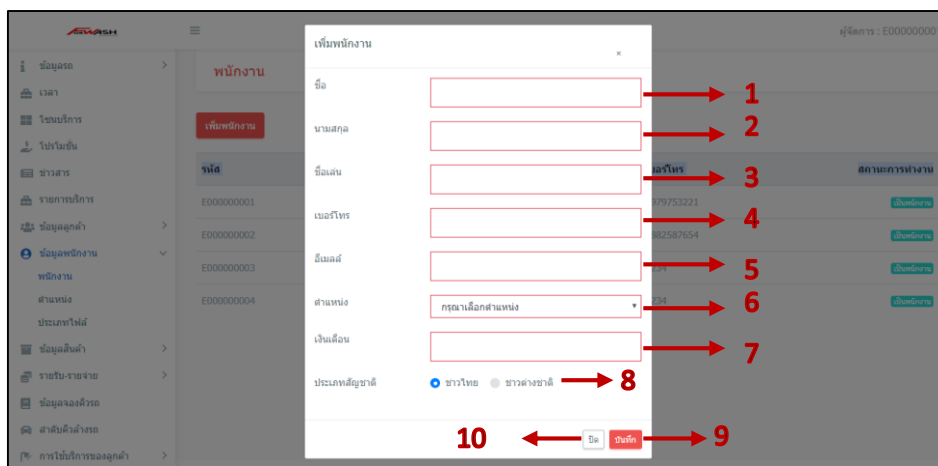 ผู้จัดการ : E00000000
ข้อมูลรถ
เวลา
โซนบริการ
โปรโมชั่น
ข่าวสาร
รายการบริการ
ข้อมูลลูกค้า
ข้อมูลพนักงาน
พนักงาน
ตำแหน่ง
ประเภทไฟล์
ข้อมูลสินค้า
รายรับ-รายจ่าย
ข้อมูลจองคิวรถ
ลำดับคิวล้างรถ
การใช้บริการของลูกค้า
พนักงาน
เพิ่มพนักงาน
รหัส
เบอร์โทร
สถานะการทำงาน
E000000001
979753221
เป็นพนักงาน
E000000002
882587654
เป็นพนักงาน
E000000003
234
เป็นพนักงาน
E000000004
234
เป็นพนักงาน
เพิ่มพนักงาน
×
ชื่อ
1
นามสกุล
2
ชื่อเล่น
3
เบอร์โทร
4
อีเมลล์
5
ตำแหน่ง
กรุณาเลือกตำแหน่ง
6
เงินเดือน
7
ประเภทสัญชาติ
ชาวไทย ชาวต่างชาติ
8
10
ปิด บันทึก
9